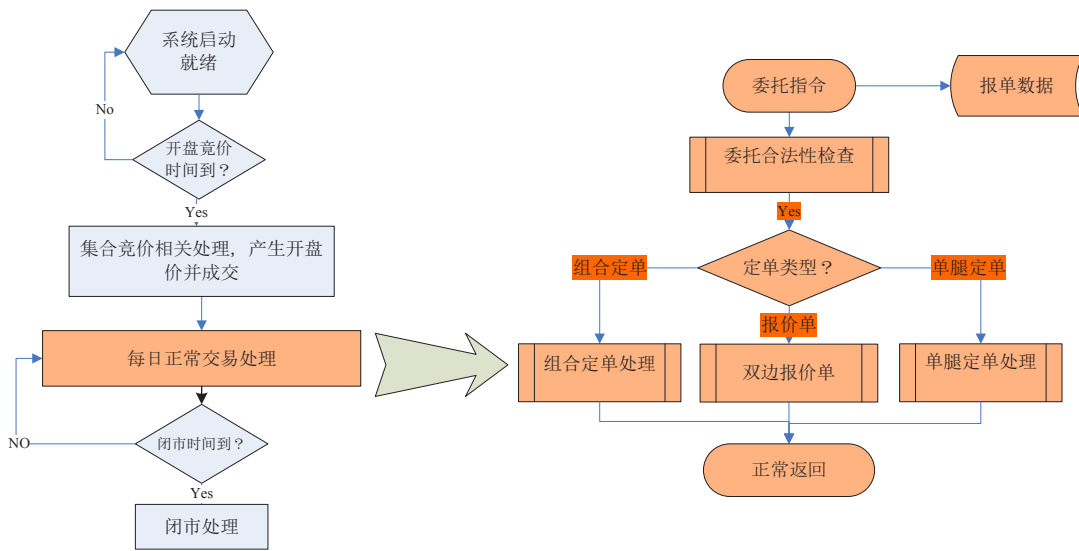 系统启动
就绪
No
开盘竟价
时间到？
Yes
集合竞价相关处理，产生开盘
价并成交
每日正常交易处理
NO
闭市时间到？
Yes
闭市处理
委托指令
报单数据
委托合法性检查
Yes
定单类型？
组合定单
报价单
单腿定单
组合定单处理
双边报价单
单腿定单处理
正常返回